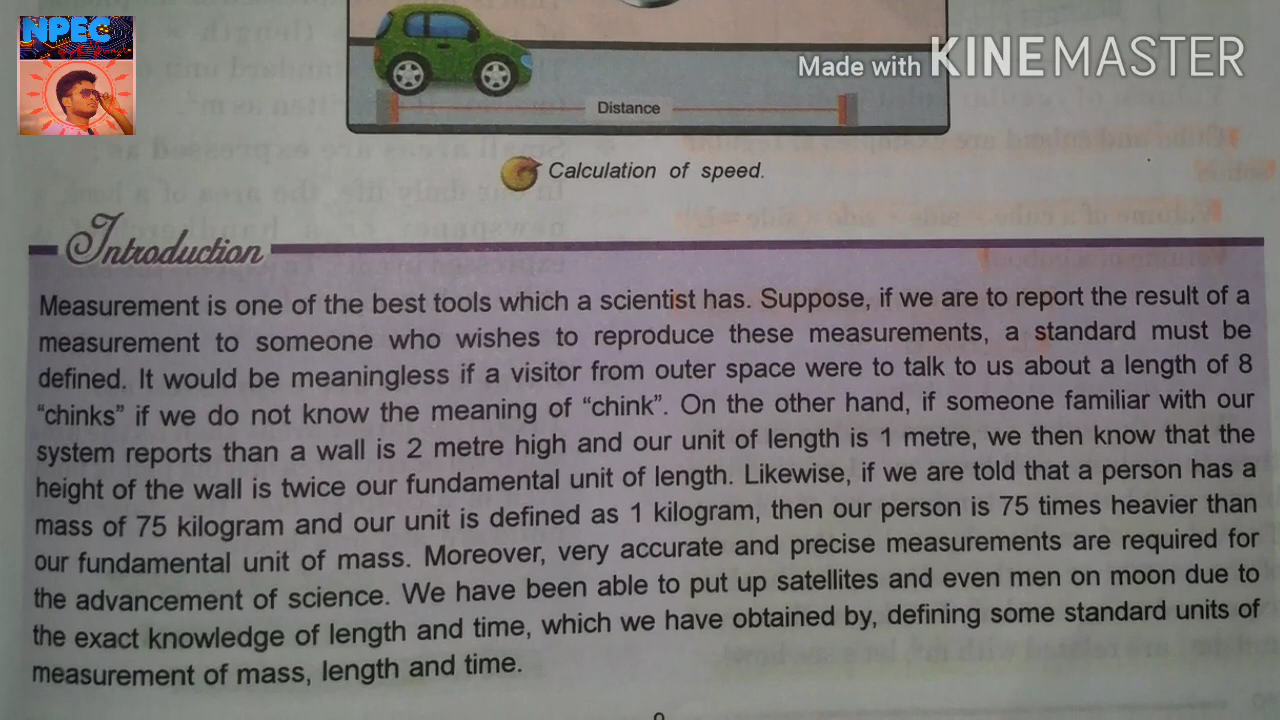 NPEC
Made with KINEMASTER
Distance
Calculation of speed.
Introduction
Measurement is one of the best tools which a scientist has. Suppose, if we are to report the result of a
measurement to someone who wishes to reproduce these measurements, a standard must be
defined. It would be meaningless if a visitor from outer space were to talk to us about a length of 8
“chinks” if we do not know the meaning of “chink”. On the other hand, if someone familiar with our
system reports than a wall is 2 metre high and our unit of length is 1 metre, we then know that the
height of the wall is twice our fundamental unit of length. Likewise, if we are told that a person has a
mass of 75 kilogram and our unit is defined as 1 kilogram, then our person is 75 times heavier than
our fundamental unit of mass. Moreover, very accurate and precise measurements are required for
the advancement of science. We have been able to put up satellites and even men on moon due to
the exact knowledge of length and time, which we have obtained by, defining some standard units of
measurement of mass, length and time.